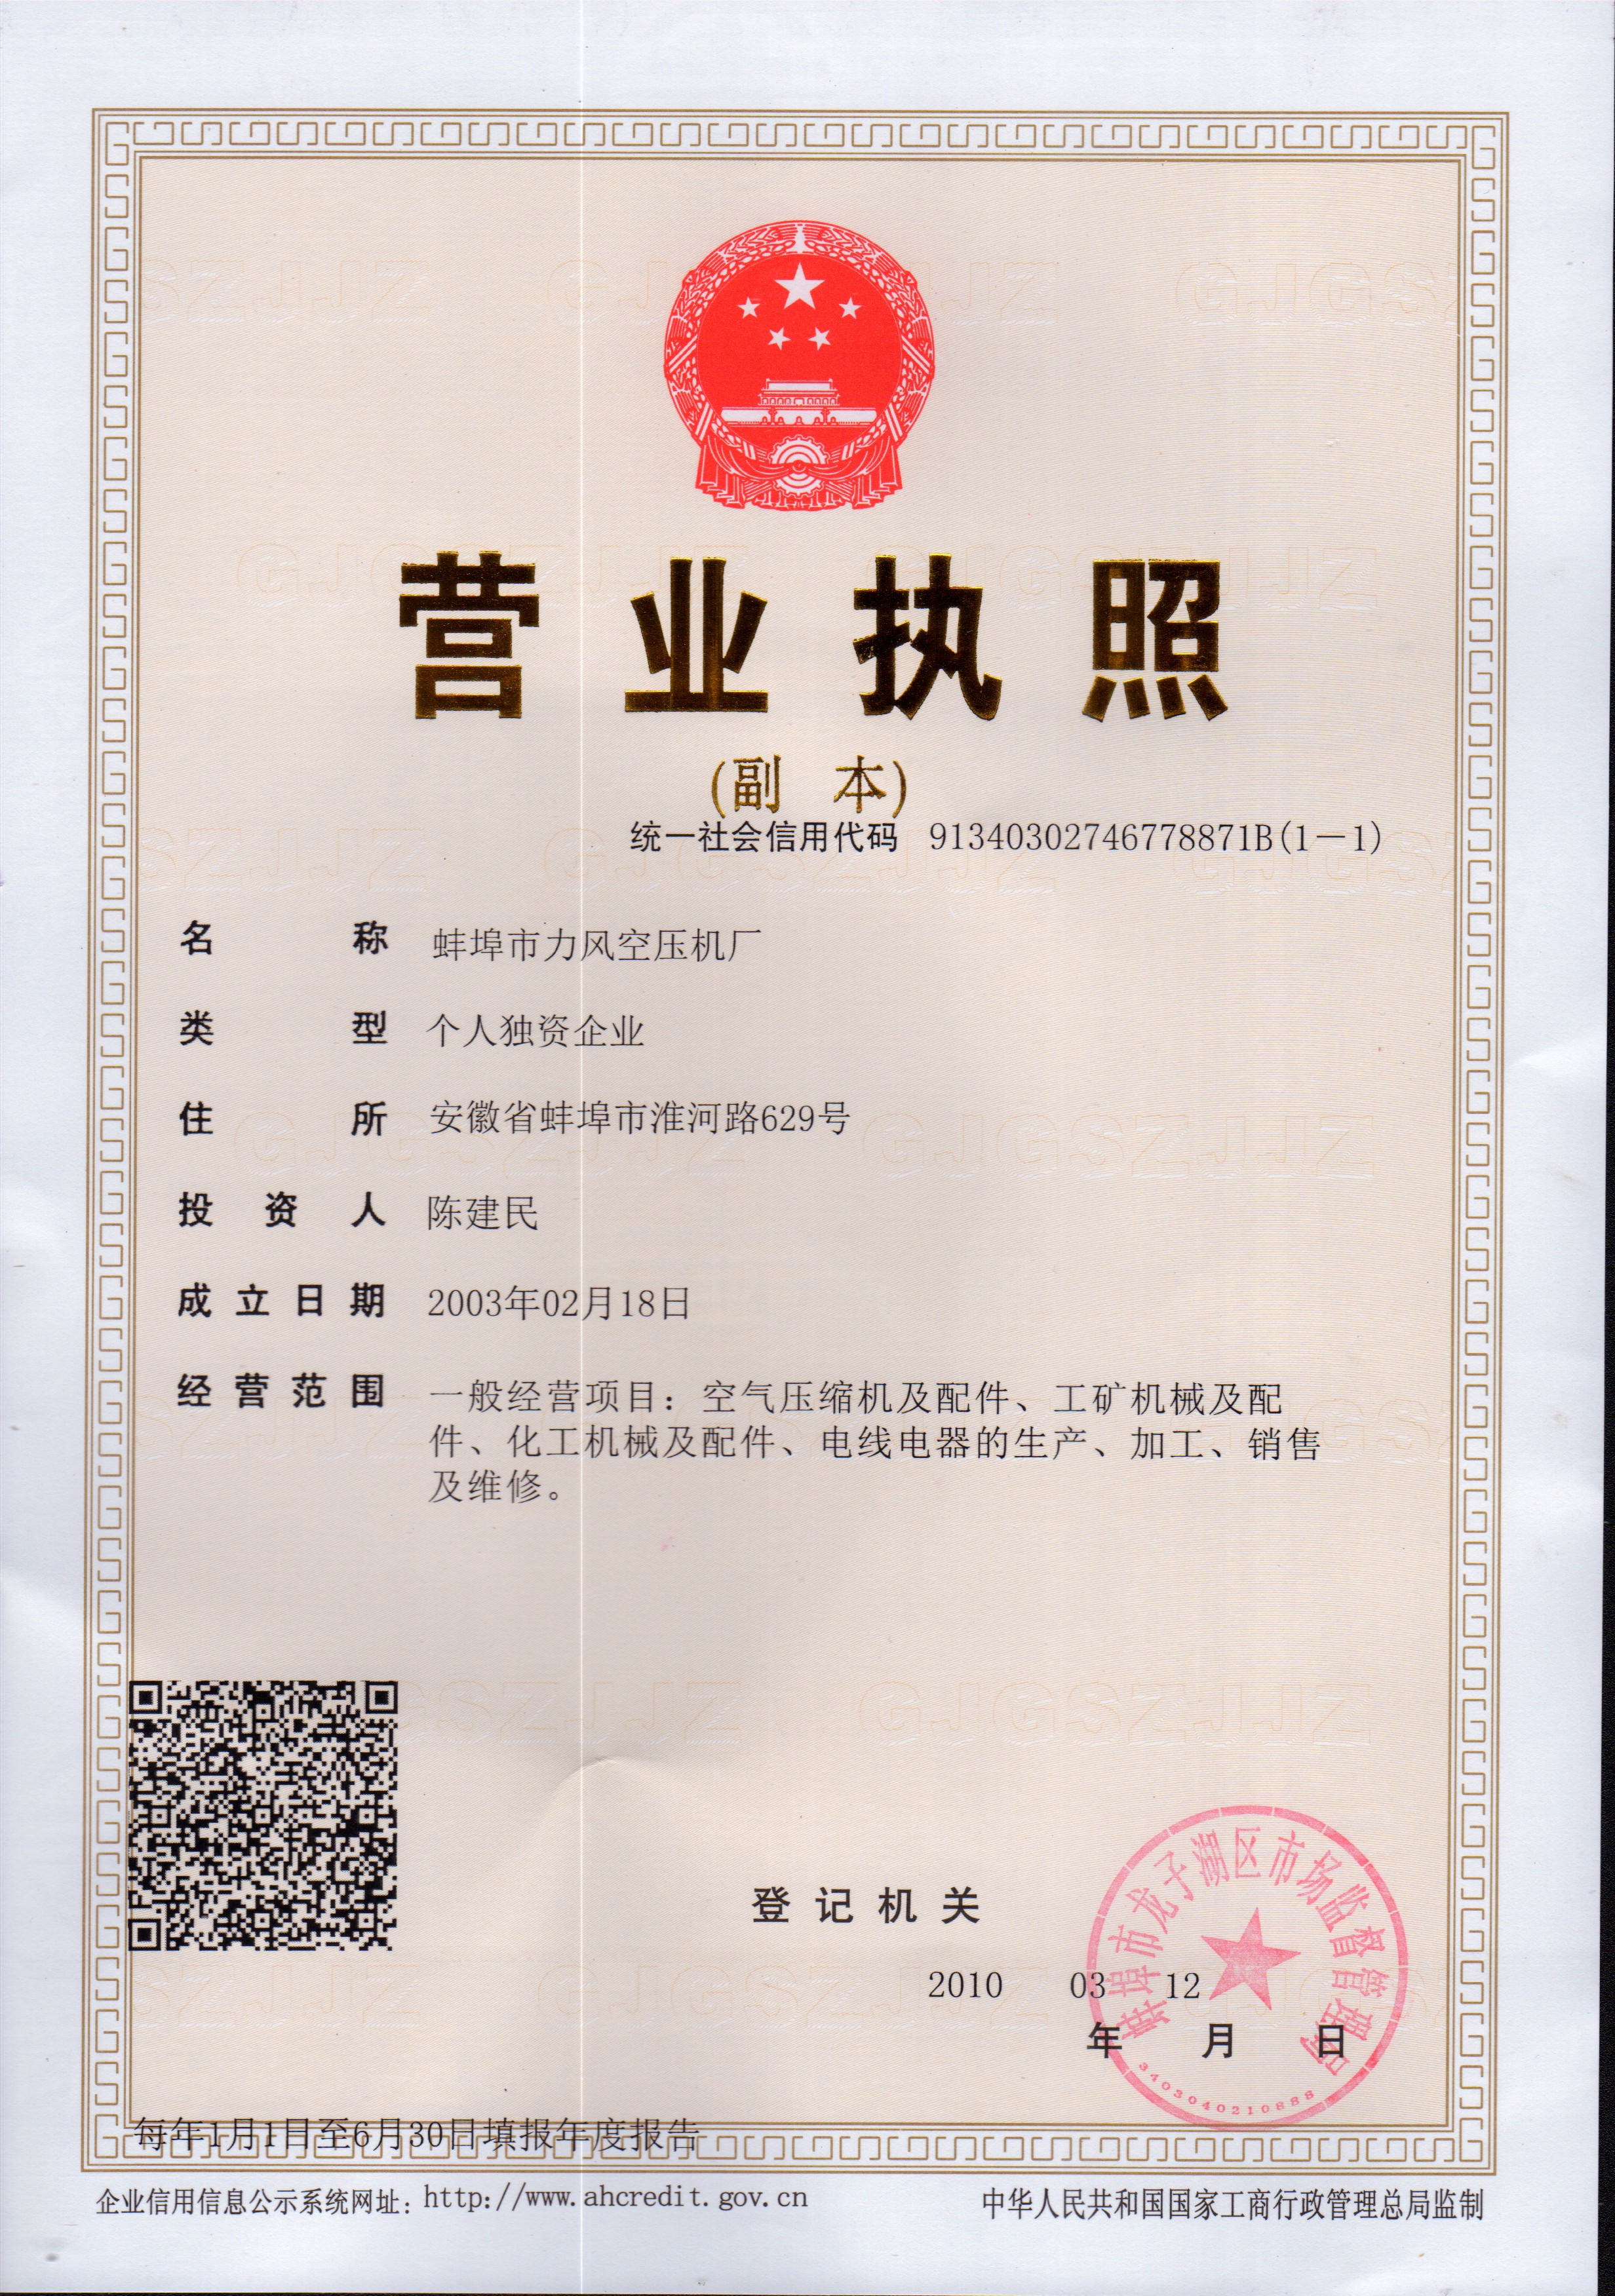 营业执照
(副 本)
统一社会信用代码 91340302746778871B(1-1)
名称 蚌埠市力风空压机厂
类型 个人独资企业
住所 安徽省蚌埠市淮河路629号
投资人 陈建民
成立日期 2003年02月18日
经营范围 一般经营项目：空气压缩机及配件、工矿机械及配
件、化工机械及配件、电线电器的生产、加工、销售
及维修。
登记机关
蚌埠市龙子湖区市场监督管理局
2010 03 12
年 月 日
3403040210888
每年1月1日至6月30日填报年度报告
企业信用信息公示系统网址：http://www.ahcredit.gov.cn
中华人民共和国国家工商行政管理总局监制